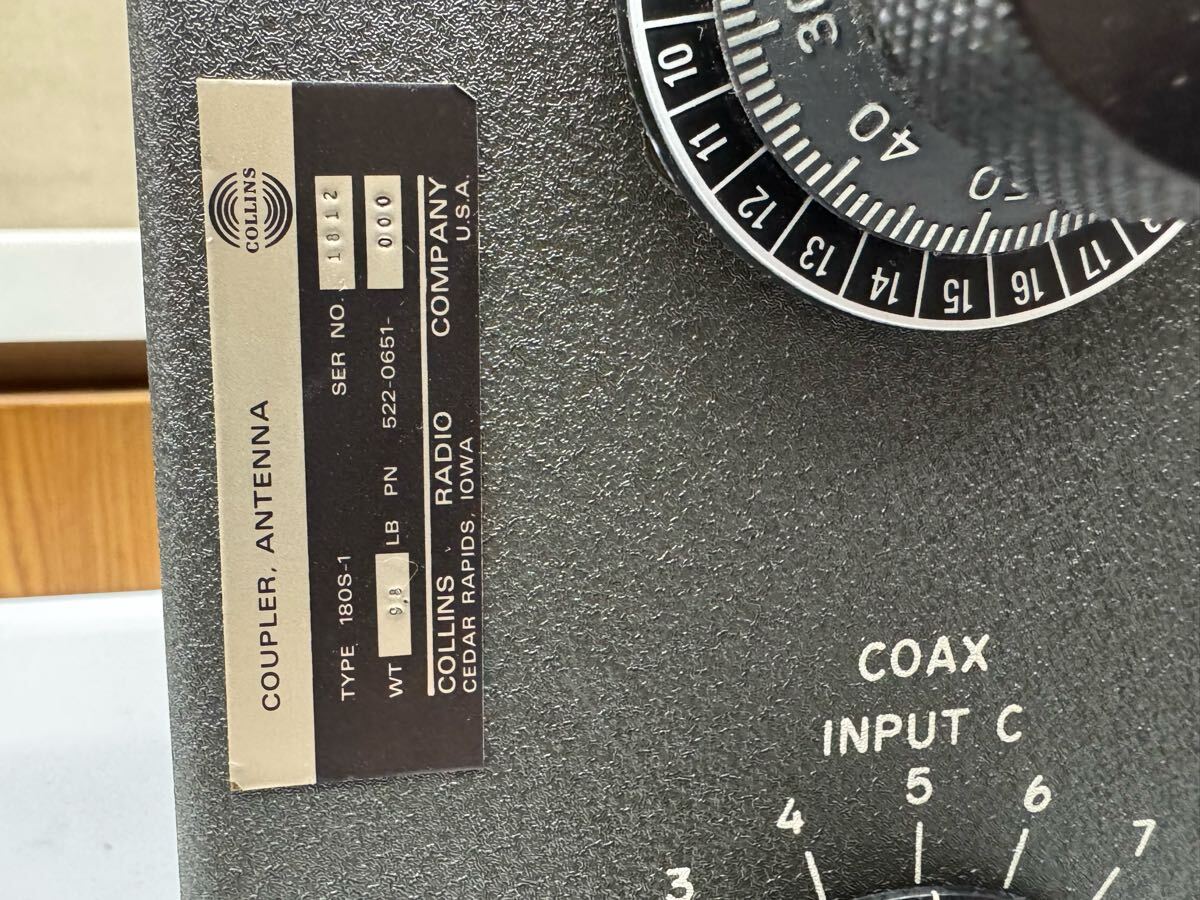 COLLINS
COUPLER, ANTENNA
TYPE 180S-1 SER NO. 1812
WT 9.8 LB PN 522-0651- 000
COLLINS RADIO COMPANY
CEDAR RAPIDS, IOWA U.S.A.
30 40 50
10 11 12 13 14 15 16 17
COAX
INPUT C
3 4 5 6 7